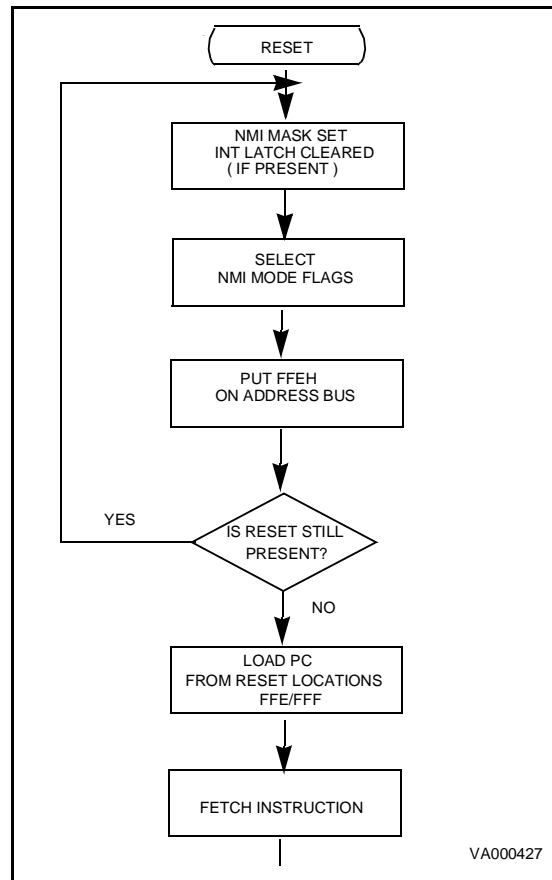 RESET
NMI MASK SET
INT LATCH CLEARED
( IF PRESENT )
SELECT
NMI MODE FLAGS
PUT FFEH
ON ADDRESS BUS
YES
IS RESET STILL
PRESENT?
NO
LOAD PC
FROM RESET LOCATIONS
FFE/FFF
FETCH INSTRUCTION
VA000427